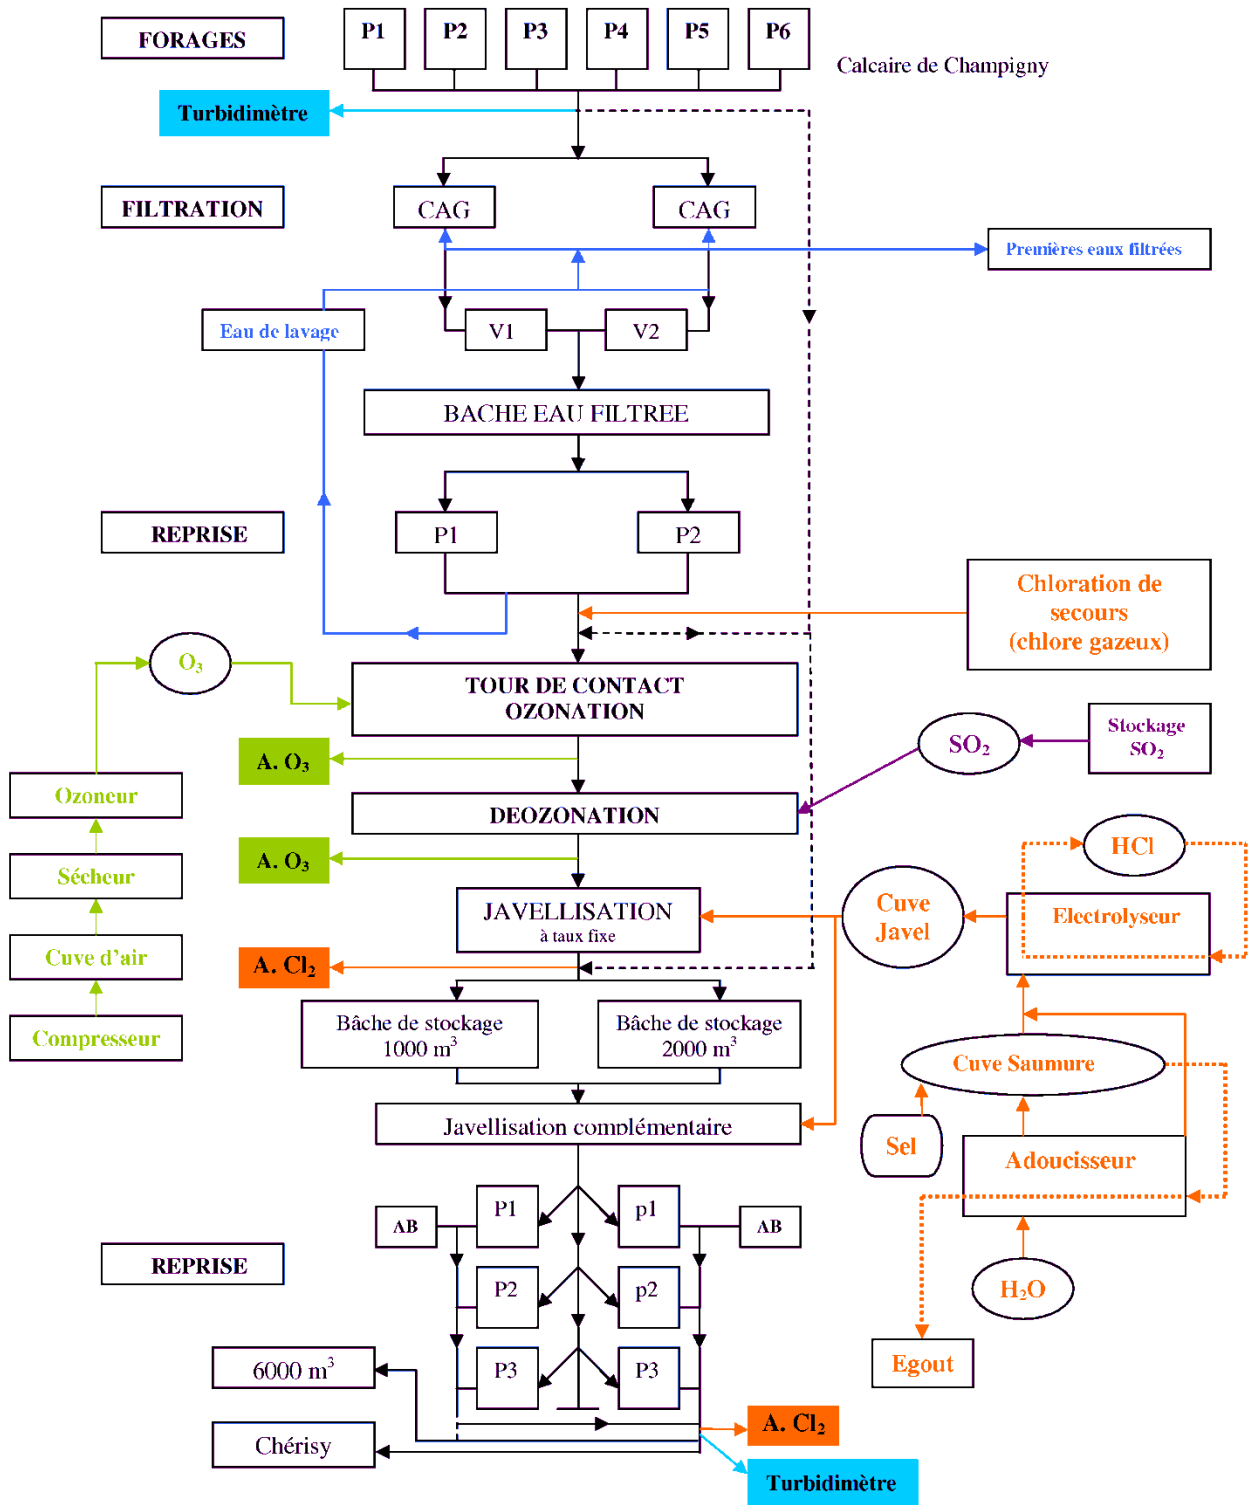 FORAGES
P1
P2
P3
P4
P5
P6
Calcaire de Champigny
Turbidimètre
FILTRATION
CAG
CAG
Premières eaux filtrées
Eau de lavage
V1
V2
BACHE EAU FILTREE
REPRISE
P1
P2
Chloration de
secours
(chlore gazeux)
O₃
TOUR DE CONTACT
OZONATION
SO₂
Stockage
SO₂
A. O₃
Ozoneur
DEOZONATION
HCl
A. O₃
Sécheur
JAVELLISATION
à taux fixe
Cuve
Javel
Electrolyseur
Cuve d'air
A. Cl₂
Compresseur
Bâche de stockage
1000 m³
Bâche de stockage
2000 m³
Cuve Saumure
Javellisation complémentaire
Sel
Adoucisseur
AB
P1
p1
AB
REPRISE
P2
p2
H₂O
6000 m³
P3
P3
Egout
Chérisy
A. Cl₂
Turbidimètre